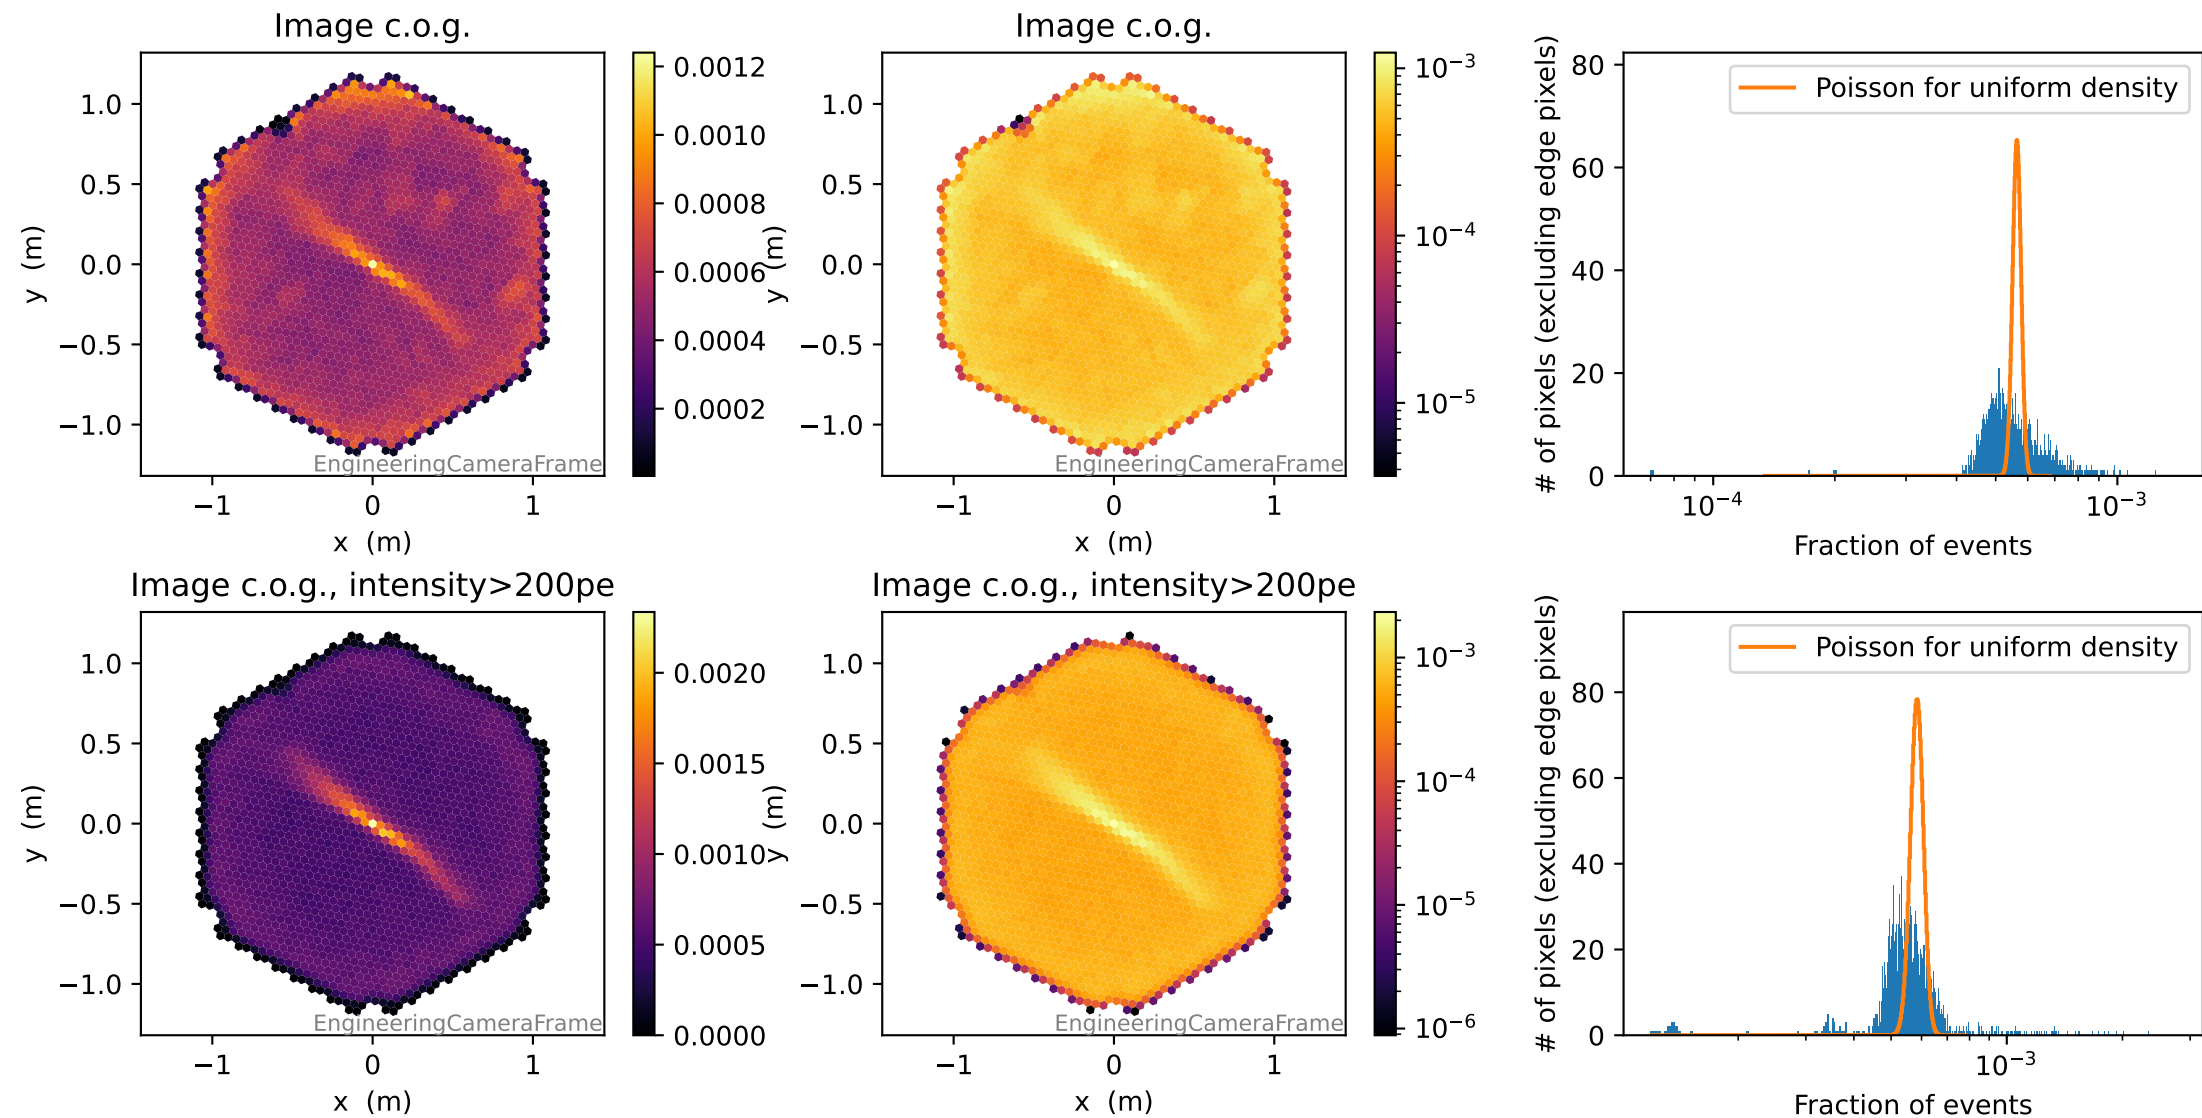 Image c.o.g.
y (m)
1.0
0.5
0.0
−0.5
−1.0
−1
0
1
x (m)
EngineeringCameraFrame
0.0012
0.0010
0.0008
0.0006
0.0004
0.0002
Image c.o.g.
y (m)
1.0
0.5
0.0
−0.5
−1.0
−1
0
1
x (m)
EngineeringCameraFrame
10⁻³
10⁻⁴
10⁻⁵
# of pixels (excluding edge pixels)
80
60
40
20
0
Poisson for uniform density
10⁻⁴
10⁻³
Fraction of events
Image c.o.g., intensity>200pe
y (m)
1.0
0.5
0.0
−0.5
−1.0
−1
0
1
x (m)
EngineeringCameraFrame
0.0020
0.0015
0.0010
0.0005
0.0000
Image c.o.g., intensity>200pe
y (m)
1.0
0.5
0.0
−0.5
−1.0
−1
0
1
x (m)
EngineeringCameraFrame
10⁻³
10⁻⁴
10⁻⁵
10⁻⁶
# of pixels (excluding edge pixels)
80
60
40
20
0
Poisson for uniform density
10⁻³
Fraction of events